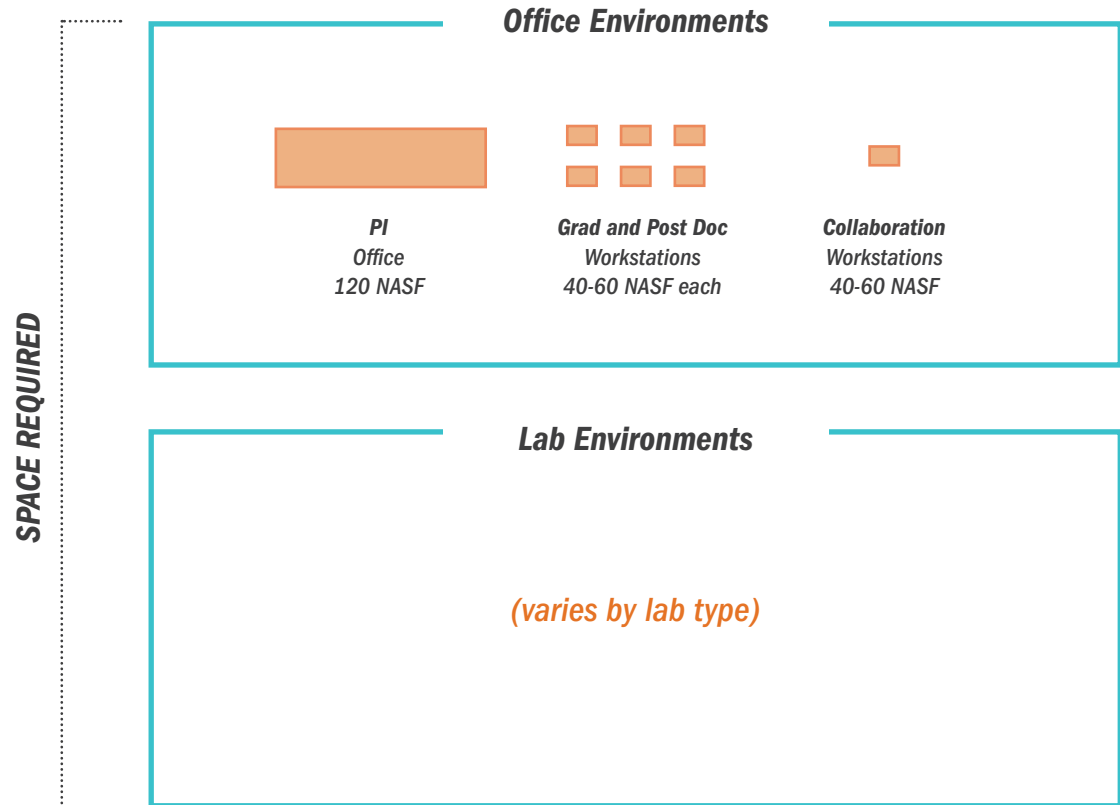 Office Environments
PI
Office
120 NASF
Grad and Post Doc
Workstations
40-60 NASF each
Collaboration
Workstations
40-60 NASF
SPACE REQUIRED
Lab Environments
(varies by lab type)